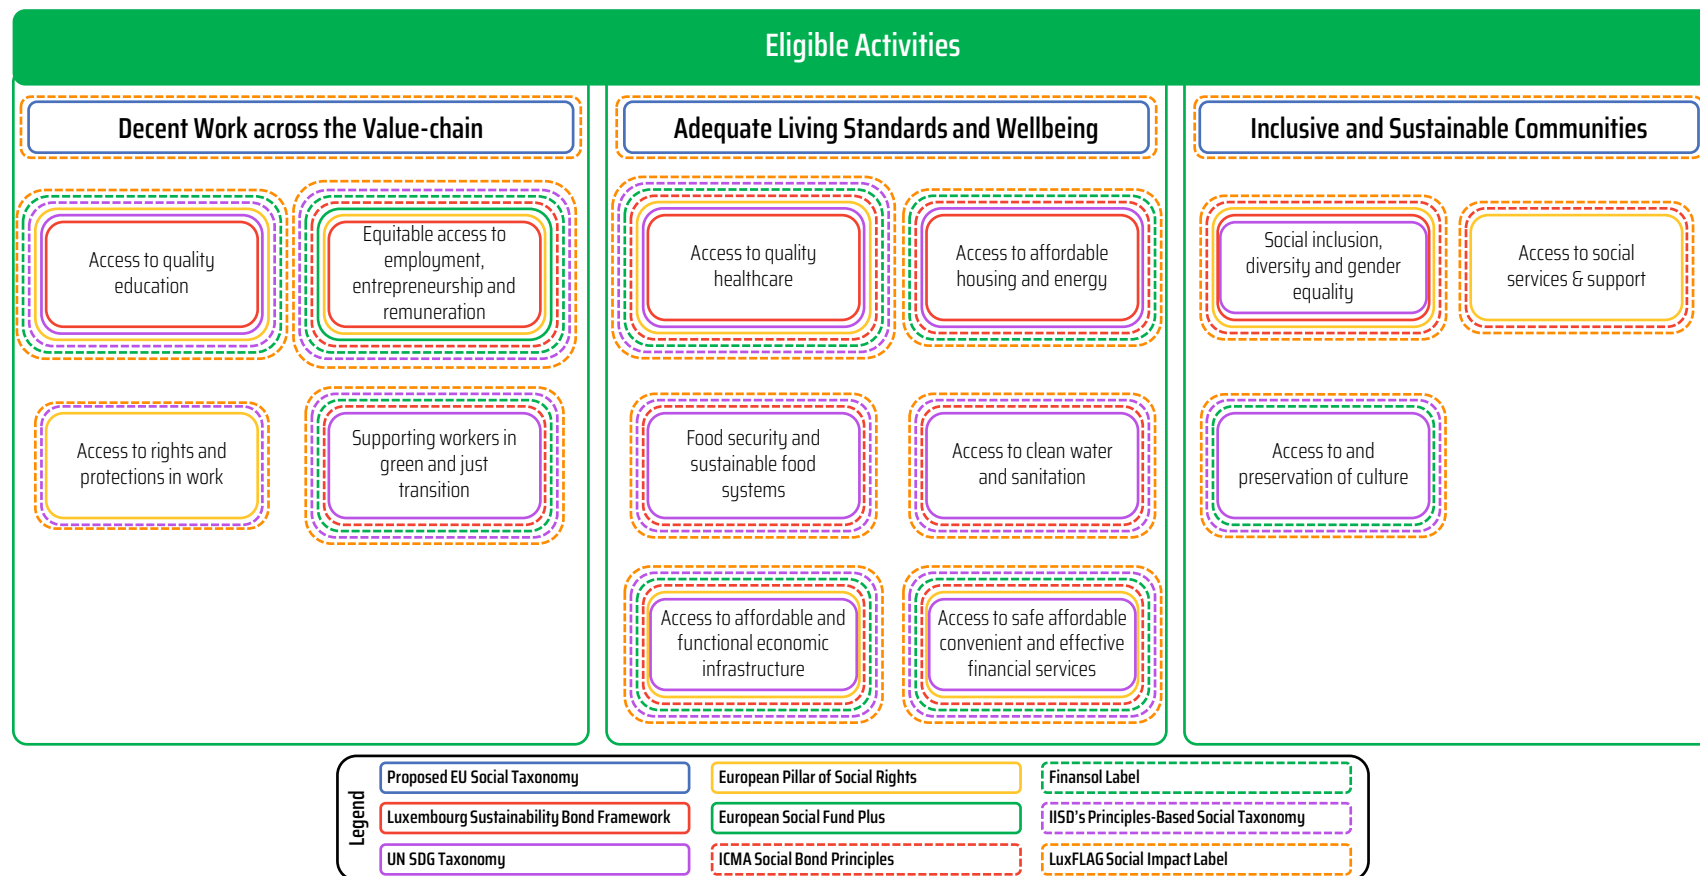 Eligible Activities
Decent Work across the Value-chain
Access to quality
education
Equitable access to
employment,
entrepreneurship and
remuneration
Access to rights and
protections in work
Supporting workers in
green and just
transition
Adequate Living Standards and Wellbeing
Access to quality
healthcare
Access to affordable
housing and energy
Food security and
sustainable food
systems
Access to clean water
and sanitation
Access to affordable and
functional economic
infrastructure
Access to safe affordable
convenient and effective
financial services
Inclusive and Sustainable Communities
Social inclusion,
diversity and gender
equality
Access to social
services & support
Access to and
preservation of culture
Legend
Proposed EU Social Taxonomy
Luxembourg Sustainability Bond Framework
UN SDG Taxonomy
European Pillar of Social Rights
European Social Fund Plus
ICMA Social Bond Principles
Finansol Label
IISD's Principles-Based Social Taxonomy
LuxFLAG Social Impact Label